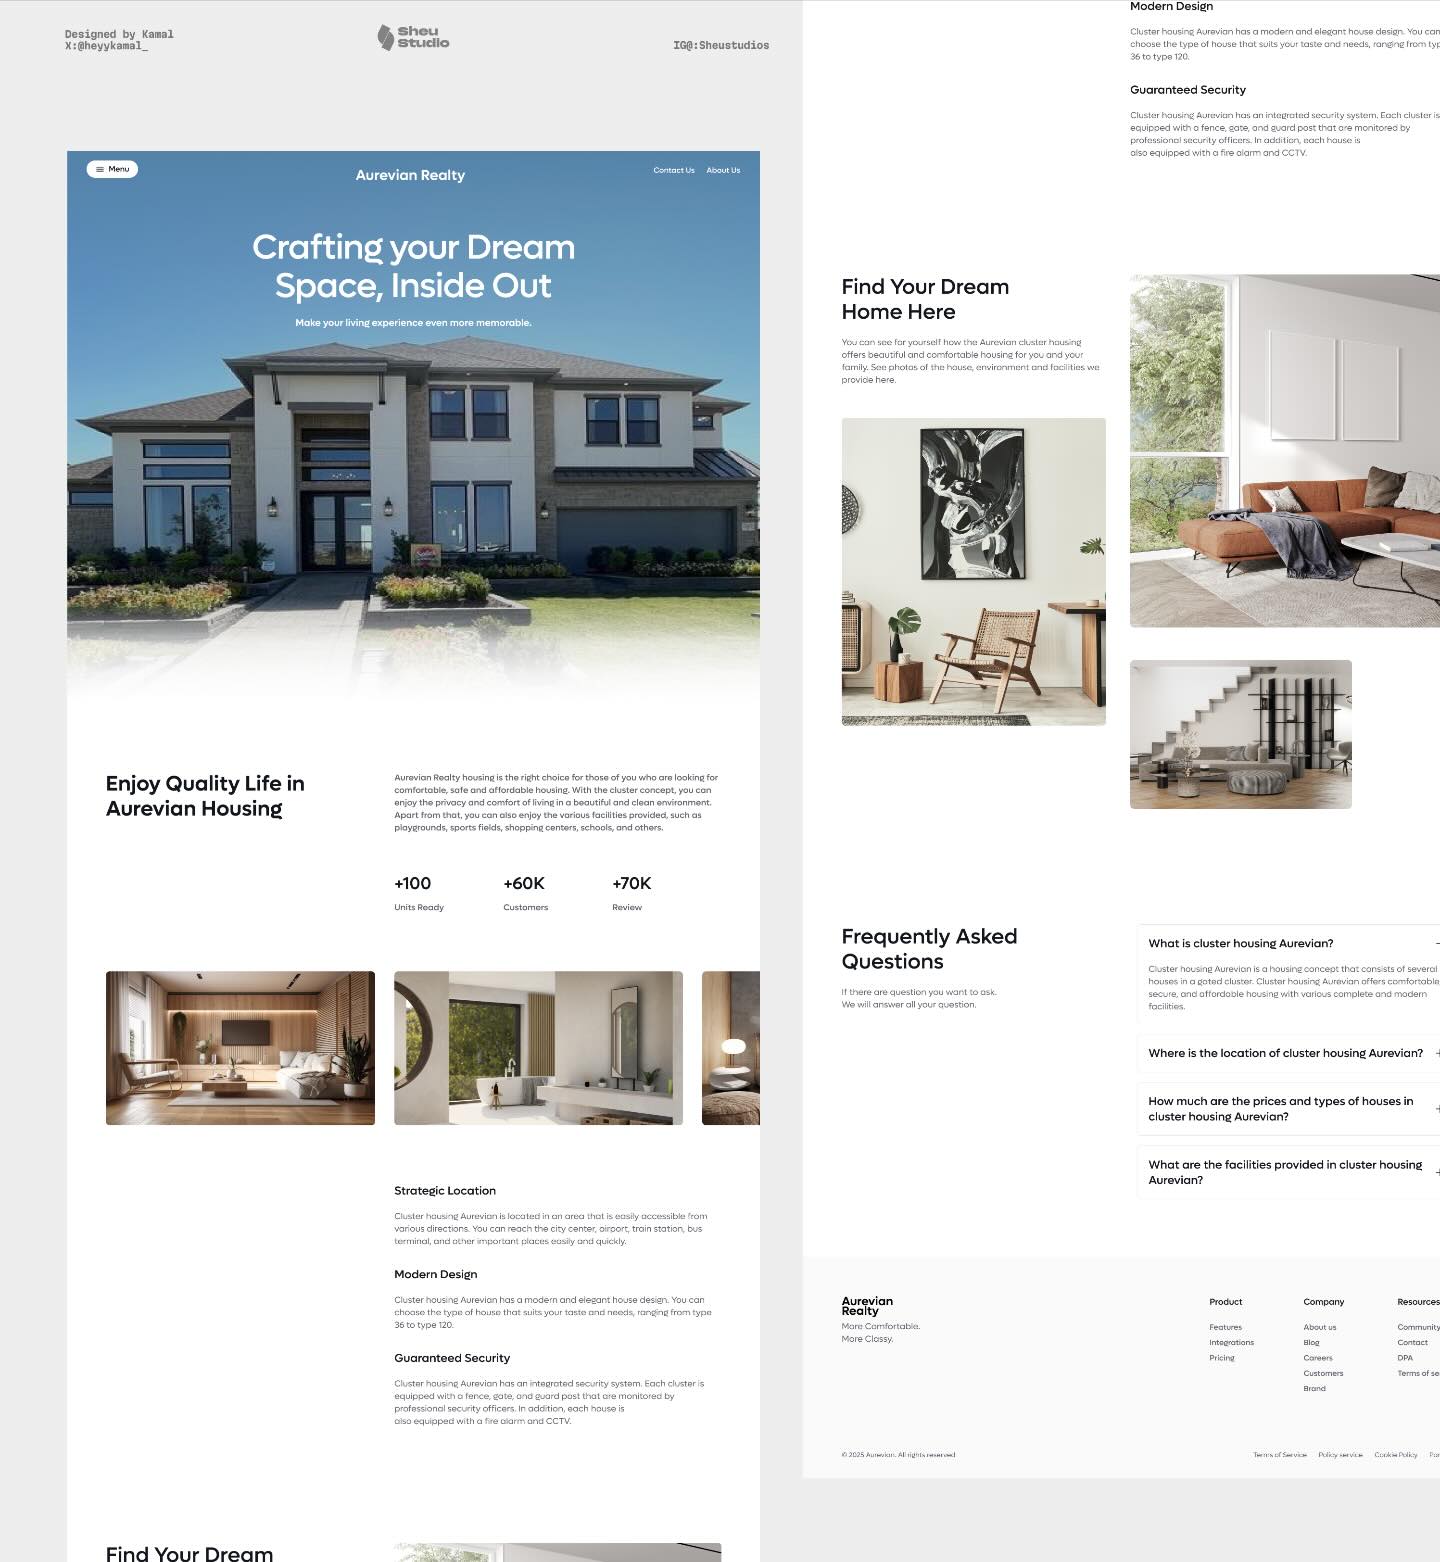 Designed by Kamal
X:@heyykamal_
Sheu
Studio
IG@:Sheustudios
Menu
Aurevian Realty
Contact Us
About Us
Crafting your Dream
Space, Inside Out
Make your living experience even more memorable.
Enjoy Quality Life in
Aurevian Housing
Aurevian Realty housing is the right choice for those of you who are looking for
comfortable, safe and affordable housing. With the cluster concept, you can
enjoy the privacy and comfort of living in a beautiful and clean environment.
Apart from that, you can also enjoy the various facilities provided, such as
playgrounds, sports fields, shopping centers, schools, and others.
+100
Units Ready
+60K
Customers
+70K
Review
Strategic Location
Cluster housing Aurevian is located in an area that is easily accessible from
various directions. You can reach the city center, airport, train station, bus
terminal, and other important places easily and quickly.
Modern Design
Cluster housing Aurevian has a modern and elegant house design. You can
choose the type of house that suits your taste and needs, ranging from type
36 to type 120.
Guaranteed Security
Cluster housing Aurevian has an integrated security system. Each cluster is
equipped with a fence, gate, and guard post that are monitored by
professional security officers. In addition, each house is
also equipped with a fire alarm and CCTV.
Find Your Dream
Modern Design
Cluster housing Aurevian has a modern and elegant house design. You can
choose the type of house that suits your taste and needs, ranging from typ
36 to type 120.
Guaranteed Security
Cluster housing Aurevian has an integrated security system. Each cluster is
equipped with a fence, gate, and guard post that are monitored by
professional security officers. In addition, each house is
also equipped with a fire alarm and CCTV.
Find Your Dream
Home Here
You can see for yourself how the Aurevian cluster housing
offers beautiful and comfortable housing for you and your
family. See photos of the house, environment and facilities we
provide here.
Frequently Asked
Questions
If there are question you want to ask.
We will answer all your question.
What is cluster housing Aurevian?
Cluster housing Aurevian is a housing concept that consists of several
houses in a gated cluster. Cluster housing Aurevian offers comfortable,
secure, and affordable housing with various complete and modern
facilities.
Where is the location of cluster housing Aurevian?
How much are the prices and types of houses in
cluster housing Aurevian?
What are the facilities provided in cluster housing
Aurevian?
Aurevian
Realty
More Comfortable.
More Classy.
Product
Features
Integrations
Pricing
Company
About us
Blog
Careers
Customers
Brand
Resources
Community
Contact
DPA
Terms of se
© 2025 Aurevian. All rights reserved
Terms of Service
Policy service
Cookie Policy